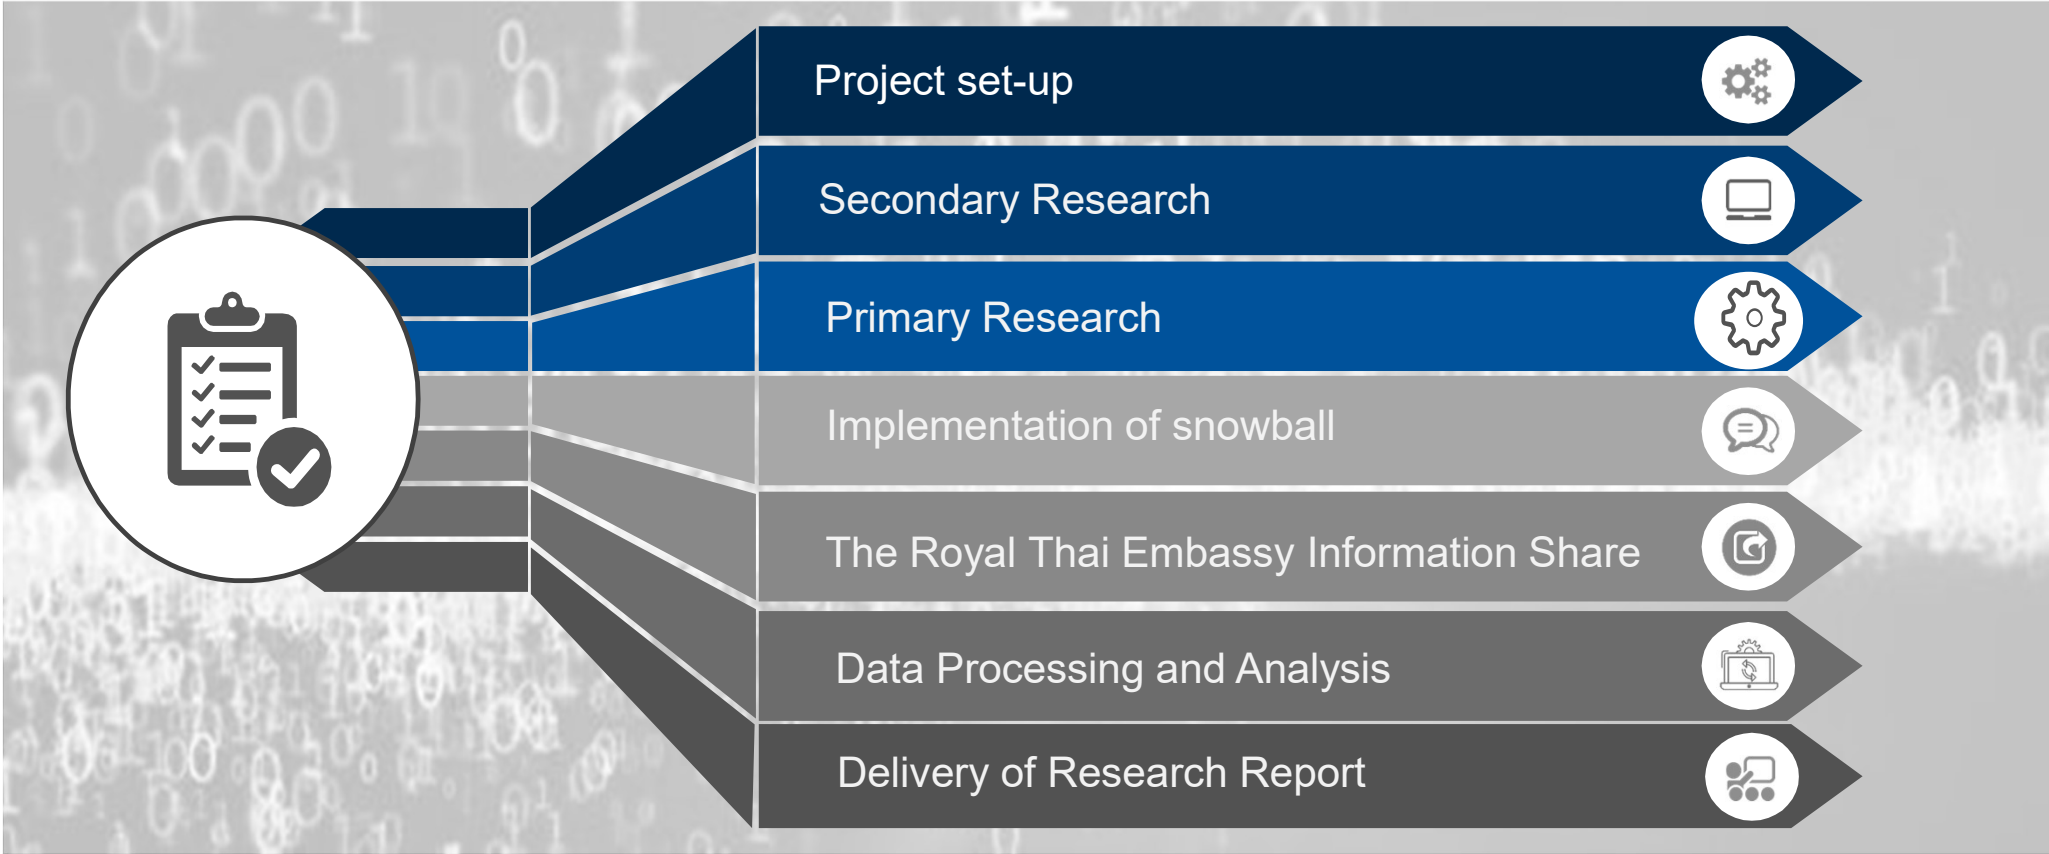 Project set-up
Secondary Research
Primary Research
Implementation of snowball
The Royal Thai Embassy Information Share
Data Processing and Analysis
Delivery of Research Report